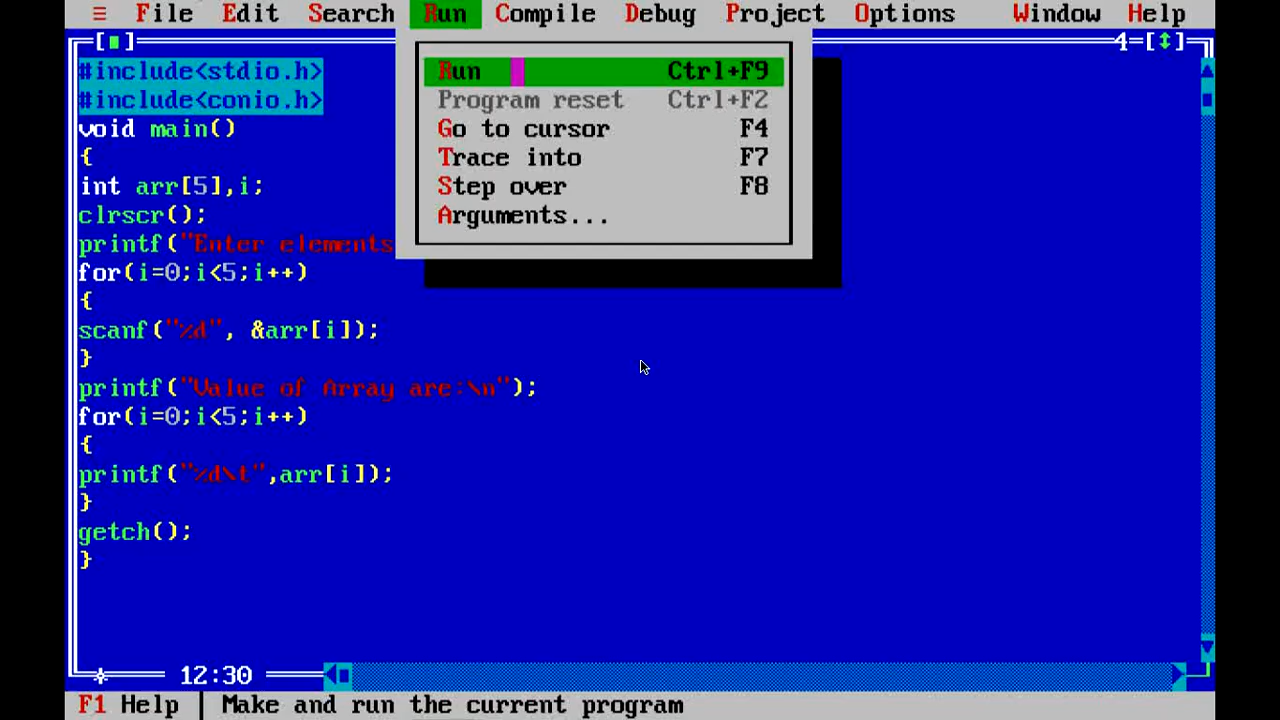 ≡ File Edit Search Run Compile Debug Project Options Window Help
[■] 4=[↕]
Run Ctrl+F9
Program reset Ctrl+F2
Go to cursor F4
Trace into F7
Step over F8
Arguments...
#include<stdio.h>
#include<conio.h>
void main()
{
int arr[5],i;
clrscr();
printf("Enter elements
for(i=0;i<5;i++)
{
scanf("%d", &arr[i]);
}
printf("Value of Array are:\n");
for(i=0;i<5;i++)
{
printf("%d\t",arr[i]);
}
getch();
}
12:30
F1 Help Make and run the current program